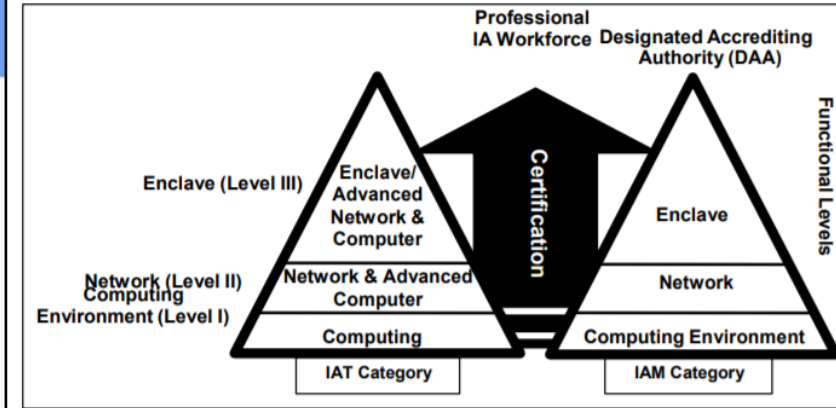 Professional
IA Workforce
Designated Accrediting
Authority (DAA)
Functional Levels
Certification
Enclave (Level III)
Enclave/
Advanced
Network &
Computer
Enclave
Network (Level II)
Computing
Environment (Level I)
Network & Advanced
Computer
Network
Computing
Computing Environment
IAT Category
IAM Category